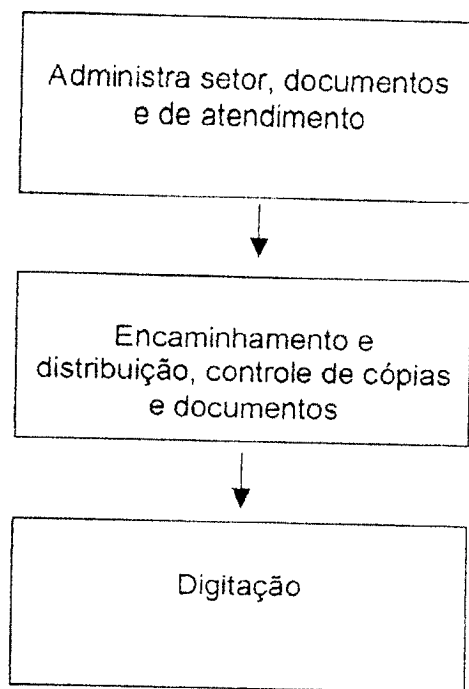 Administra setor, documentos
e de atendimento
Encaminhamento e
distribuição, controle de cópias
e documentos
Digitação